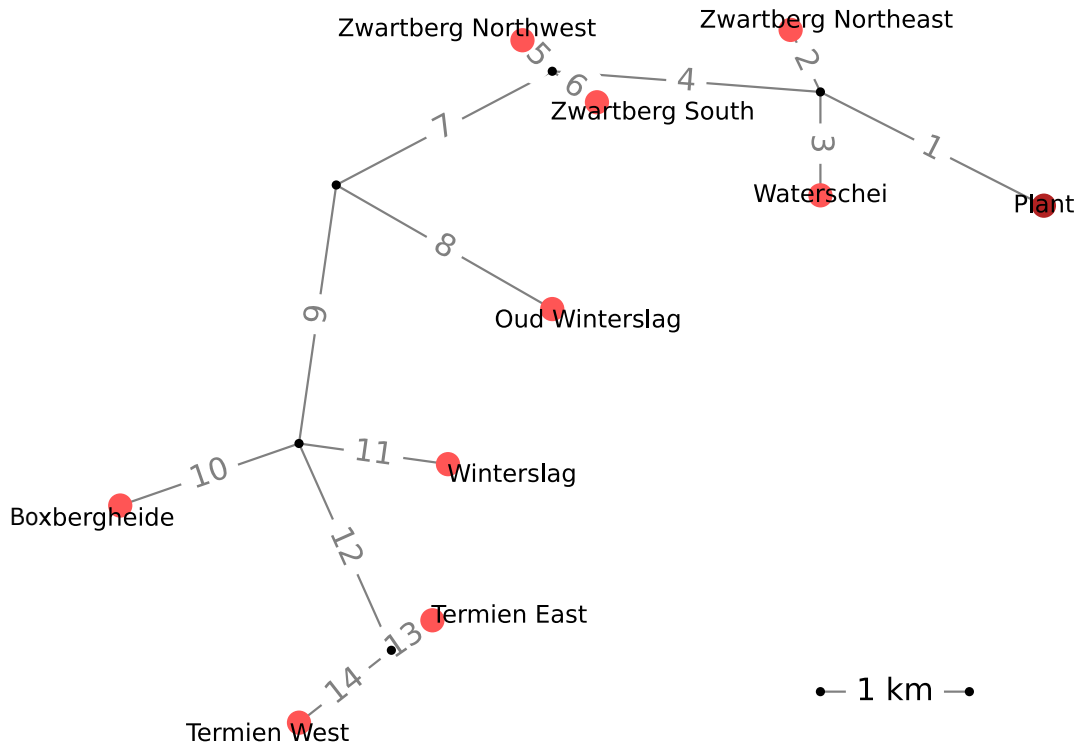 Zwartberg Northwest
Zwartberg Northeast
5
2
6
4
Zwartberg South
7
3
1
Waterschei
Plant
8
9
Oud Winterslag
10
11
Winterslag
Boxbergheide
12
Termien East
13
14
1 km
Termien West